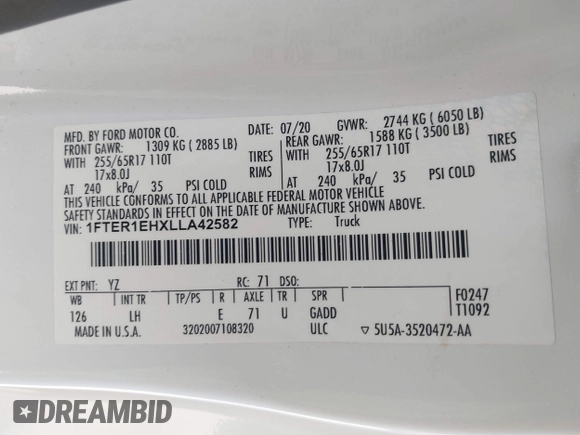 MFD. BY FORD MOTOR CO.
DATE: 07/20 GVWR: 2744 KG ( 6050 LB)
FRONT GAWR: 1309 KG ( 2885 LB)
REAR GAWR: 1588 KG ( 3500 LB)
WITH 255/65R17 110T TIRES
WITH 255/65R17 110T TIRES
17x8.0J RIMS
17x8.0J RIMS
AT 240 kPa/ 35 PSI COLD
AT 240 kPa/ 35 PSI COLD
THIS VEHICLE CONFORMS TO ALL APPLICABLE FEDERAL MOTOR VEHICLE
SAFETY STANDARDS IN EFFECT ON THE DATE OF MANUFACTURE SHOWN ABOVE.
VIN: 1FTER1EHXLLA42582 TYPE: Truck
EXT PNT: YZ RC: 71 DSO:
WB INT TR TP/PS R AXLE TR SPR
126 LH E 71 U GADD
F0247
T1092
MADE IN U.S.A. 3202007108320 ULC ▽ 5U5A-3520472-AA
DREAMBID